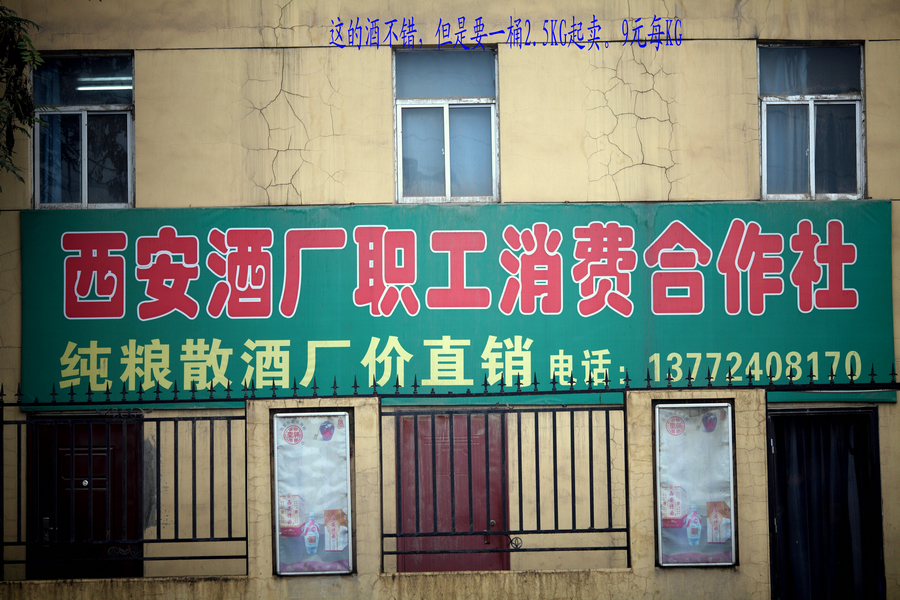 这的酒不错，但是要一桶2.5KG起卖。9元每KG
西安酒厂职工消费合作社
纯粮散酒厂价直销 电话：13772408170